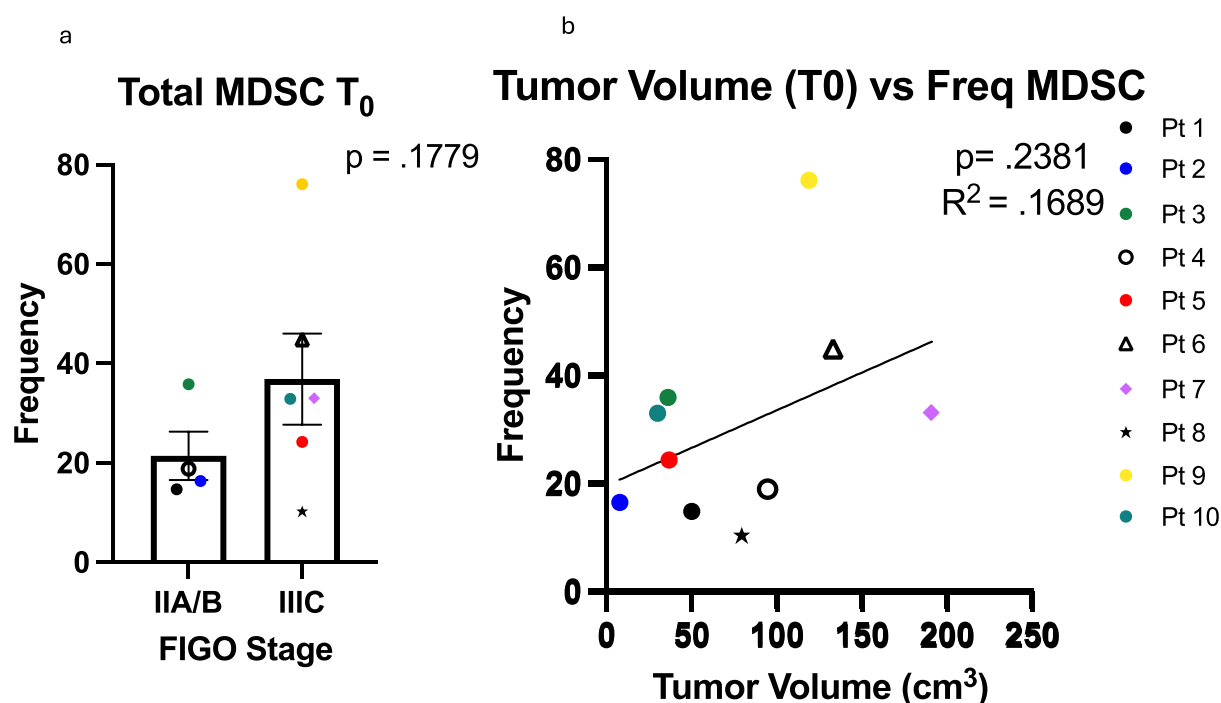 a
Total MDSC T0
p = .1779
80
60
40
20
0
Frequency
IIA/B IIIC
FIGO Stage
b
Tumor Volume (T0) vs Freq MDSC
p= .2381
R2 = .1689
80
60
40
20
0
Frequency
0 50 100 150 200 250
Tumor Volume (cm3)
Pt 1
Pt 2
Pt 3
Pt 4
Pt 5
Pt 6
Pt 7
Pt 8
Pt 9
Pt 10